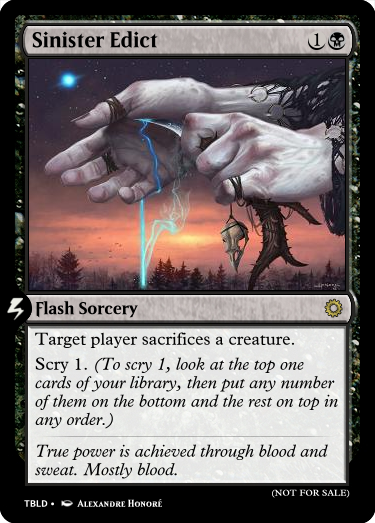 Sinister Edict 1
Flash Sorcery
Target player sacrifices a creature.
Scry 1. (To scry 1, look at the top one
cards of your library, then put any number
of them on the bottom and the rest on top in
any order.)
True power is achieved through blood and
sweat. Mostly blood.
(NOT FOR SALE)
TBLD • Alexandre Honoré